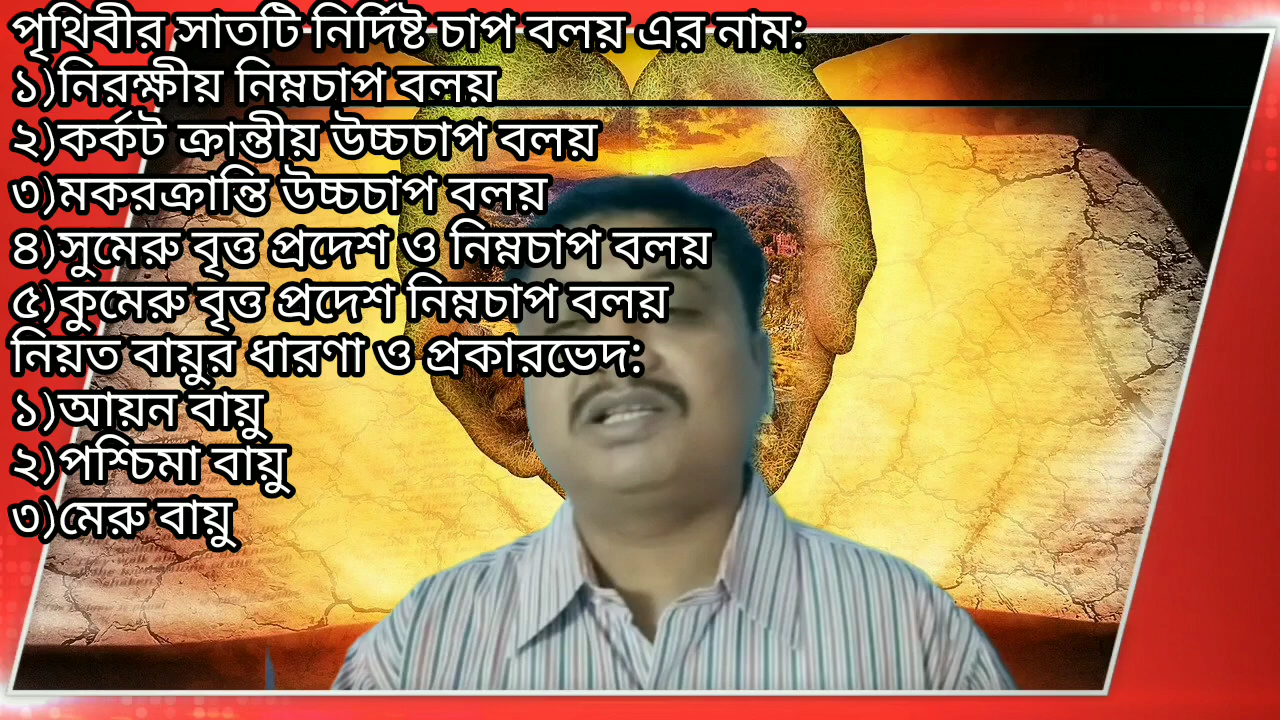 পৃথিবীর সাতটি নির্দিষ্ট চাপ বলয় এর নাম:
১)নিরক্ষীয় নিম্নচাপ বলয়
২)কর্কট ক্রান্তীয় উচ্চচাপ বলয়
৩)মকরক্রান্তি উচ্চচাপ বলয়
৪)সুমেরু বৃত্ত প্রদেশ ও নিম্নচাপ বলয়
৫)কুমেরু বৃত্ত প্রদেশ নিম্নচাপ বলয়
নিয়ত বায়ুর ধারণা ও প্রকারভেদ:
১)আয়ন বায়ু
২)পশ্চিমা বায়ু
৩)মেরু বায়ু